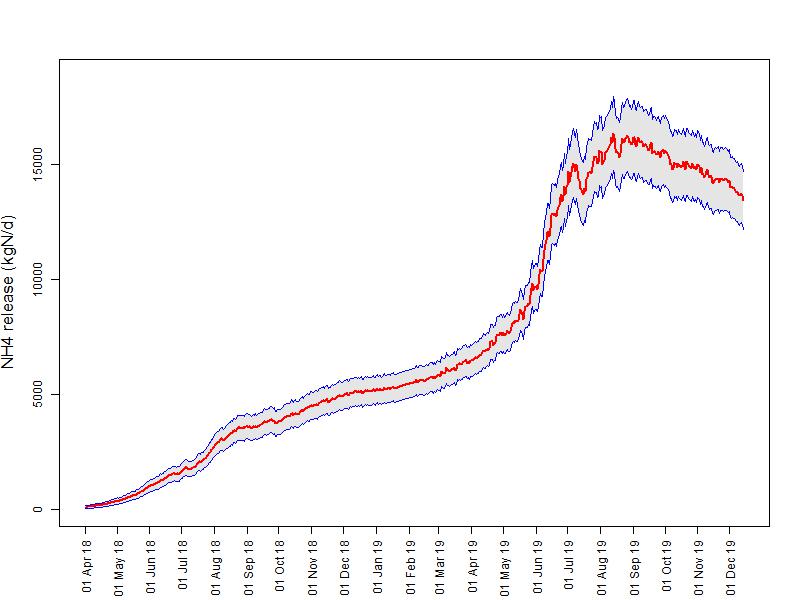 NH4 release (kgN/d)
15000
10000
5000
0
01 Apr 18
01 May 18
01 Jun 18
01 Jul 18
01 Aug 18
01 Sep 18
01 Oct 18
01 Nov 18
01 Dec 18
01 Jan 19
01 Feb 19
01 Mar 19
01 Apr 19
01 May 19
01 Jun 19
01 Jul 19
01 Aug 19
01 Sep 19
01 Oct 19
01 Nov 19
01 Dec 19